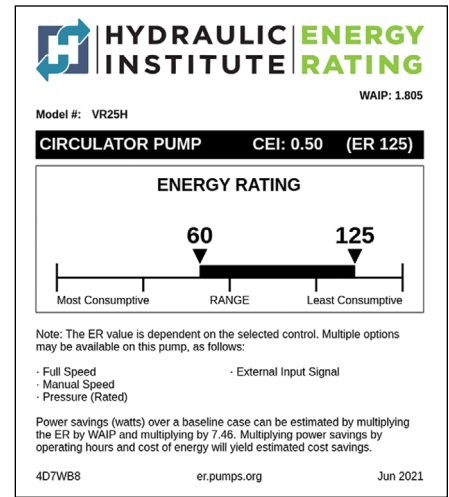 HYDRAULIC ENERGY
INSTITUTE RATING
WAIP: 1.805
Model #: VR25H
CIRCULATOR PUMP CEI: 0.50 (ER 125)
ENERGY RATING
60 125
Most Consumptive RANGE Least Consumptive
Note: The ER value is dependent on the selected control. Multiple options
may be available on this pump, as follows:
· Full Speed · External Input Signal
· Manual Speed
· Pressure (Rated)
Power savings (watts) over a baseline case can be estimated by multiplying
the ER by WAIP and multiplying by 7.46. Multiplying power savings by
operating hours and cost of energy will yield estimated cost savings.
4D7WB8 er.pumps.org Jun 2021